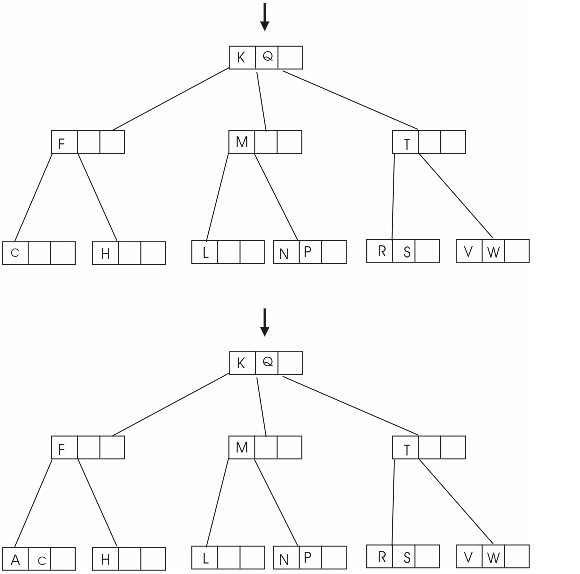 K Q
F M T
C H L N P R S V W
K Q
F M T
A C H L N P R S V W